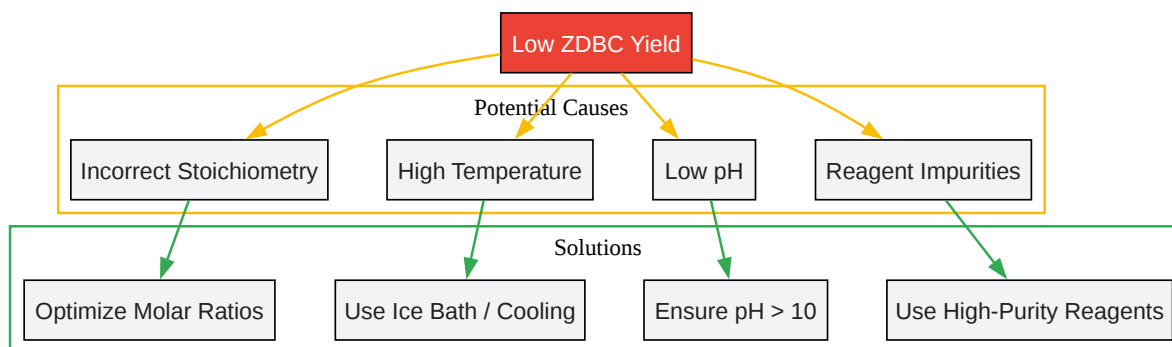 Low ZDBC Yield
Potential Causes
Incorrect Stoichiometry
High Temperature
Low pH
Reagent Impurities
Solutions
Optimize Molar Ratios
Use Ice Bath / Cooling
Ensure pH > 10
Use High-Purity Reagents